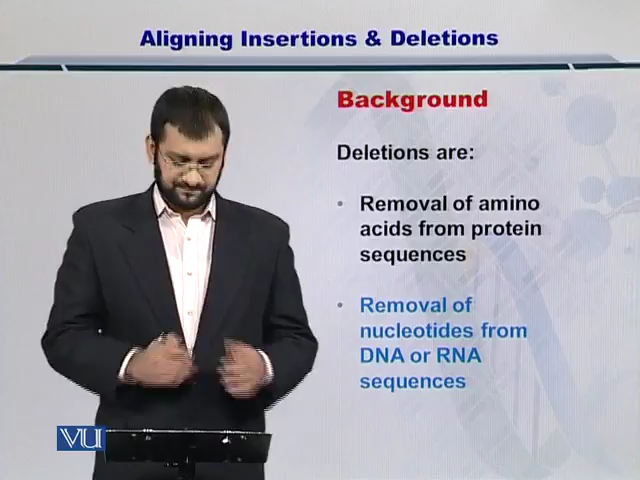 Aligning Insertions & Deletions
Background
Deletions are:
• Removal of amino
acids from protein
sequences
• Removal of
nucleotides from
DNA or RNA
sequences
VU